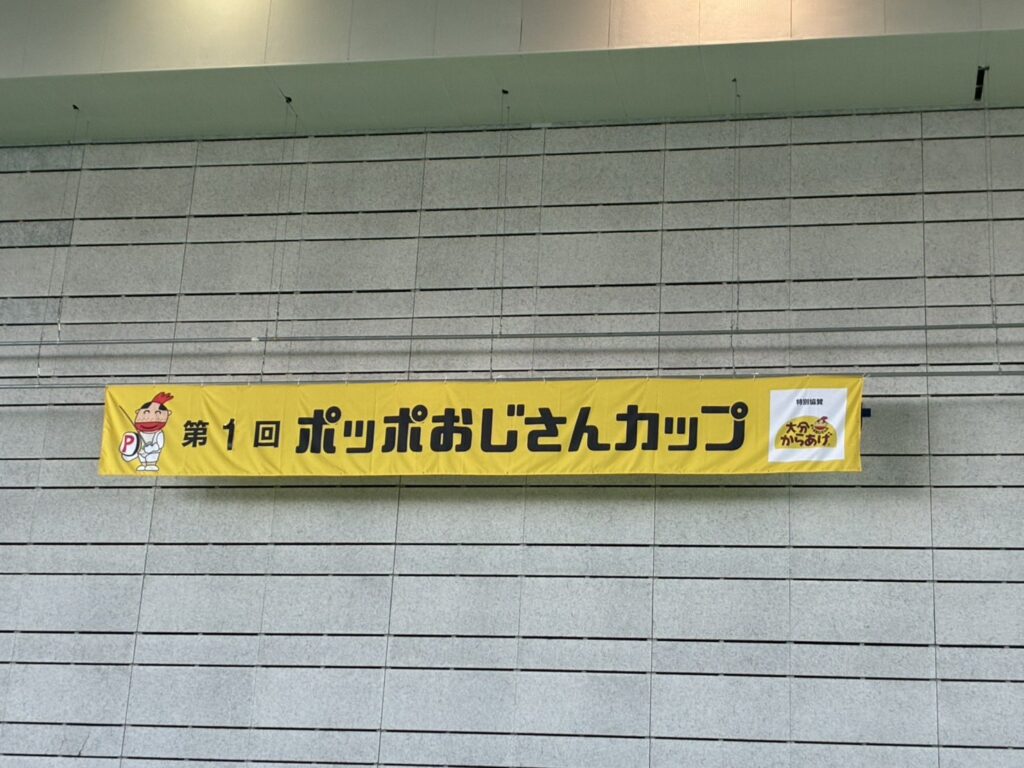 P
第1回 ポッポおじさんカップ
特別協賛
大分
からあげ